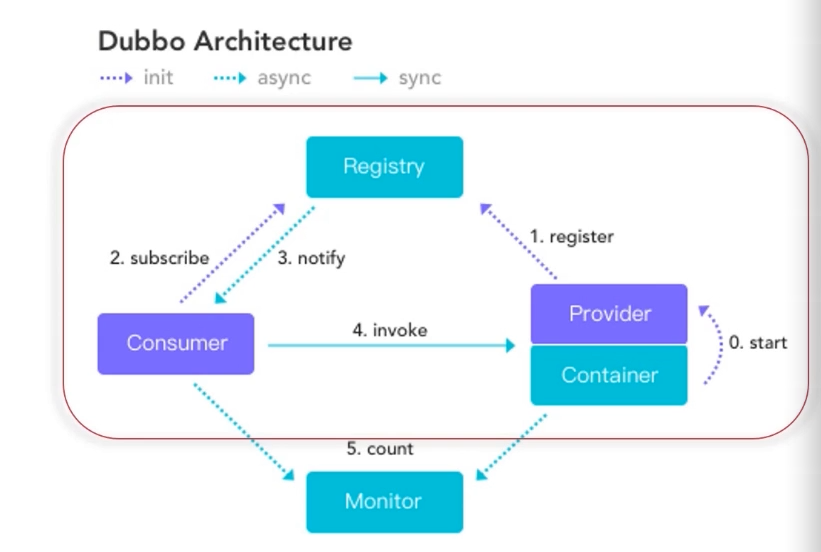 Dubbo Architecture
init async sync
Registry
2. subscribe
3. notify
1. register
Consumer
4. invoke
Provider
Container
0. start
5. count
Monitor